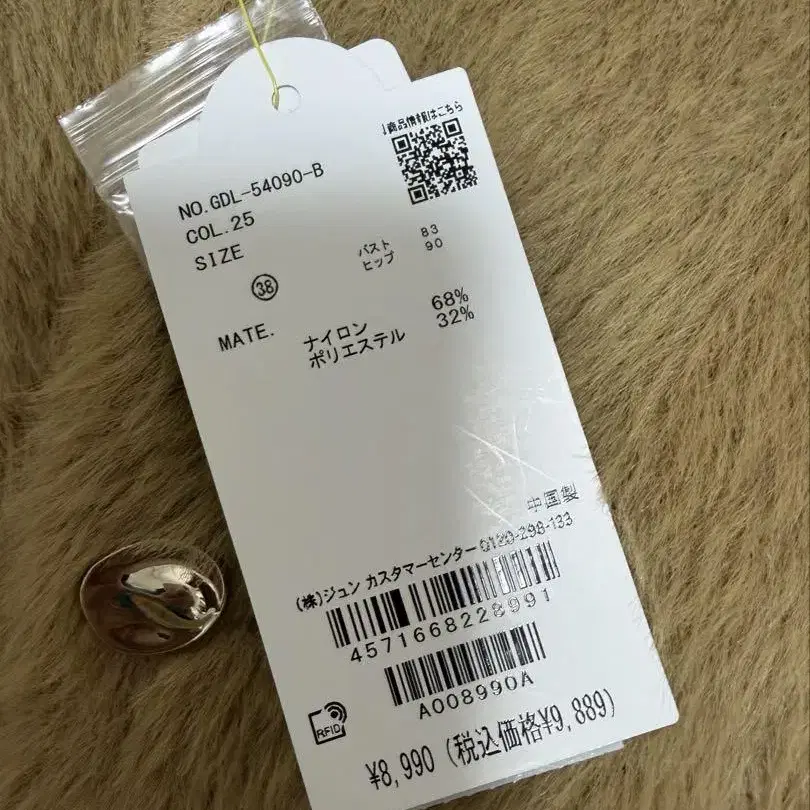 ↓商品情報はこちら
NO.GDL-54090-B
COL.25
SIZE
バスト 83
ヒップ 90
38
MATE. ナイロン 68%
ポリエステル 32%
中国製
(株)ジュン カスタマーセンター 0120-298-133
4571668228991
A008990A
RFID
¥8,990 (税込価格¥9,889)